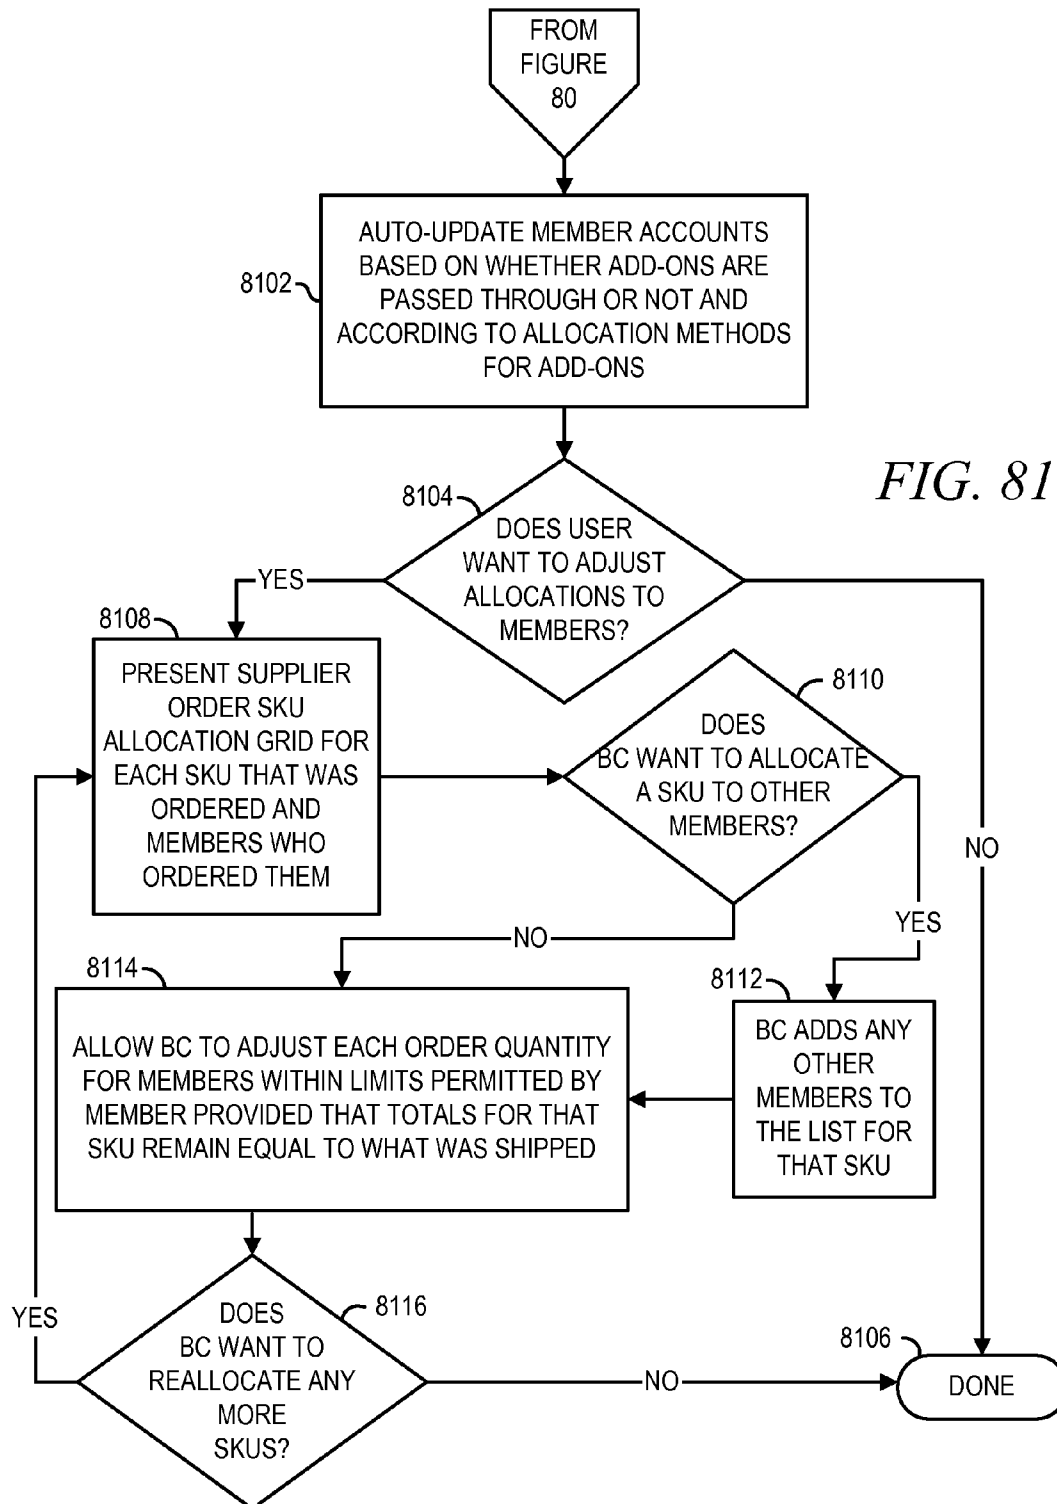 FROM
FIGURE
80
8102
AUTO-UPDATE MEMBER ACCOUNTS
BASED ON WHETHER ADD-ONS ARE
PASSED THROUGH OR NOT AND
ACCORDING TO ALLOCATION METHODS
FOR ADD-ONS
FIG. 81
8104
DOES USER
WANT TO ADJUST
ALLOCATIONS TO
MEMBERS?
YES
NO
8108
PRESENT SUPPLIER
ORDER SKU
ALLOCATION GRID FOR
EACH SKU THAT WAS
ORDERED AND
MEMBERS WHO
ORDERED THEM
8110
DOES
BC WANT TO ALLOCATE
A SKU TO OTHER
MEMBERS?
NO
YES
8112
BC ADDS ANY
OTHER
MEMBERS TO
THE LIST FOR
THAT SKU
8114
ALLOW BC TO ADJUST EACH ORDER QUANTITY
FOR MEMBERS WITHIN LIMITS PERMITTED BY
MEMBER PROVIDED THAT TOTALS FOR THAT
SKU REMAIN EQUAL TO WHAT WAS SHIPPED
8116
DOES
BC WANT TO
REALLOCATE ANY
MORE
SKUS?
YES
NO
8106
DONE